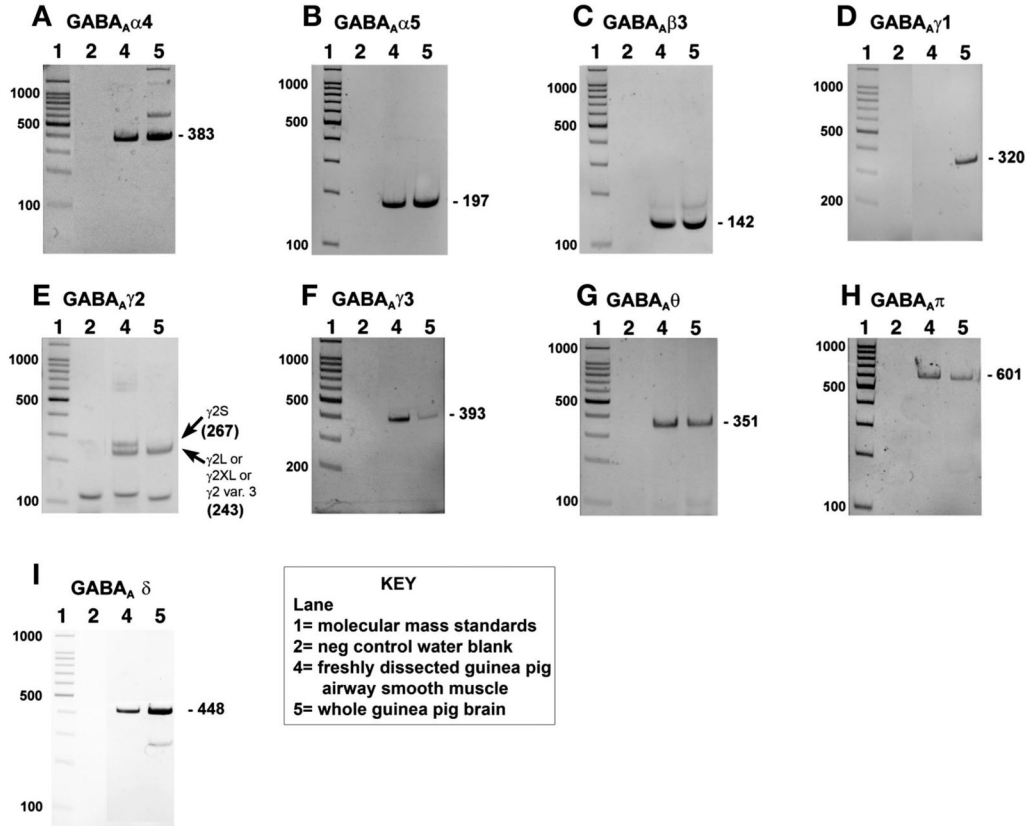 A GABAAα4
1 2 4 5
1000
500
100
- 383
B GABAAα5
1 2 4 5
1000
500
100
- 197
C GABAAβ3
1 2 4 5
1000
500
100
- 142
D GABAAγ1
1 2 4 5
1000
500
200
- 320
E GABAAγ2
1 2 4 5
1000
500
100
γ2S
(267)
γ2L or
γ2XL or
γ2 var. 3
(243)
F GABAAγ3
1 2 4 5
1000
500
200
100
- 393
G GABAAθ
1 2 4 5
1000
500
100
- 351
H GABAAπ
1 2 4 5
1000
500
100
- 601
I GABAA δ
1 2 4 5
1000
500
100
- 448
KEY
Lane
1= molecular mass standards
2= neg control water blank
4= freshly dissected guinea pig
airway smooth muscle
5= whole guinea pig brain